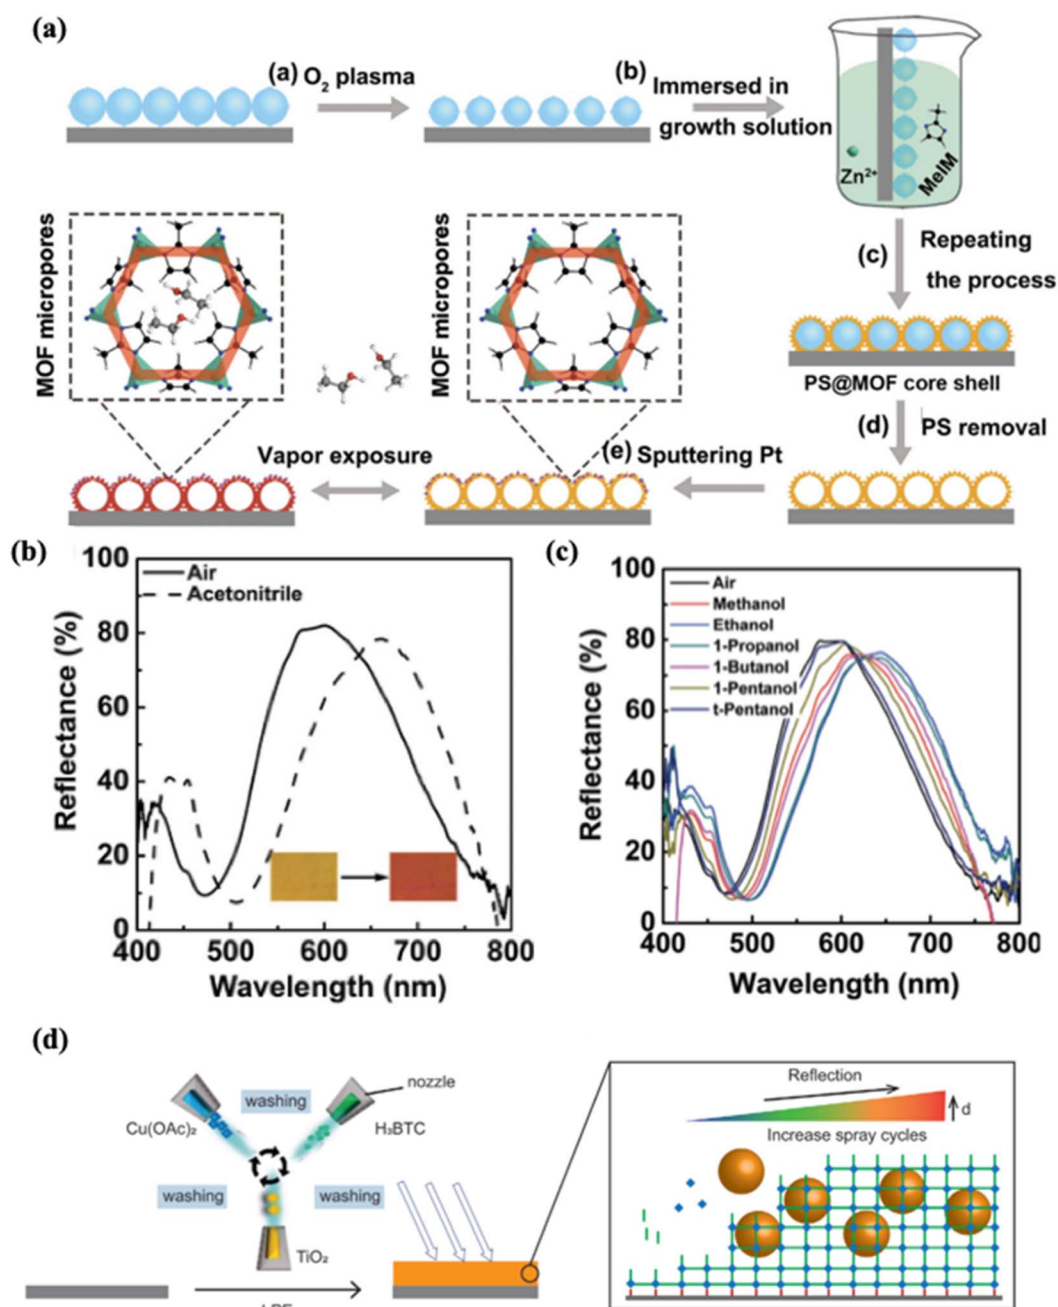 (a)
(a) O₂ plasma
(b) Immersed in
growth solution
Zn²⁺
MeIM
(c) Repeating
the process
PS@MOF core shell
(d) PS removal
(e) Sputtering Pt
Vapor exposure
MOF micropores
MOF micropores
(b)
100
80
60
40
20
0
Reflectance (%)
Air
Acetonitrile
400 500 600 700 800
Wavelength (nm)
(c)
100
80
60
40
20
0
Reflectance (%)
Air
Methanol
Ethanol
1-Propanol
1-Butanol
1-Pentanol
t-Pentanol
400 500 600 700 800
Wavelength (nm)
(d)
nozzle
washing
Cu(OAc)₂
H₃BTC
washing
washing
TiO₂
Reflection
d
Increase spray cycles